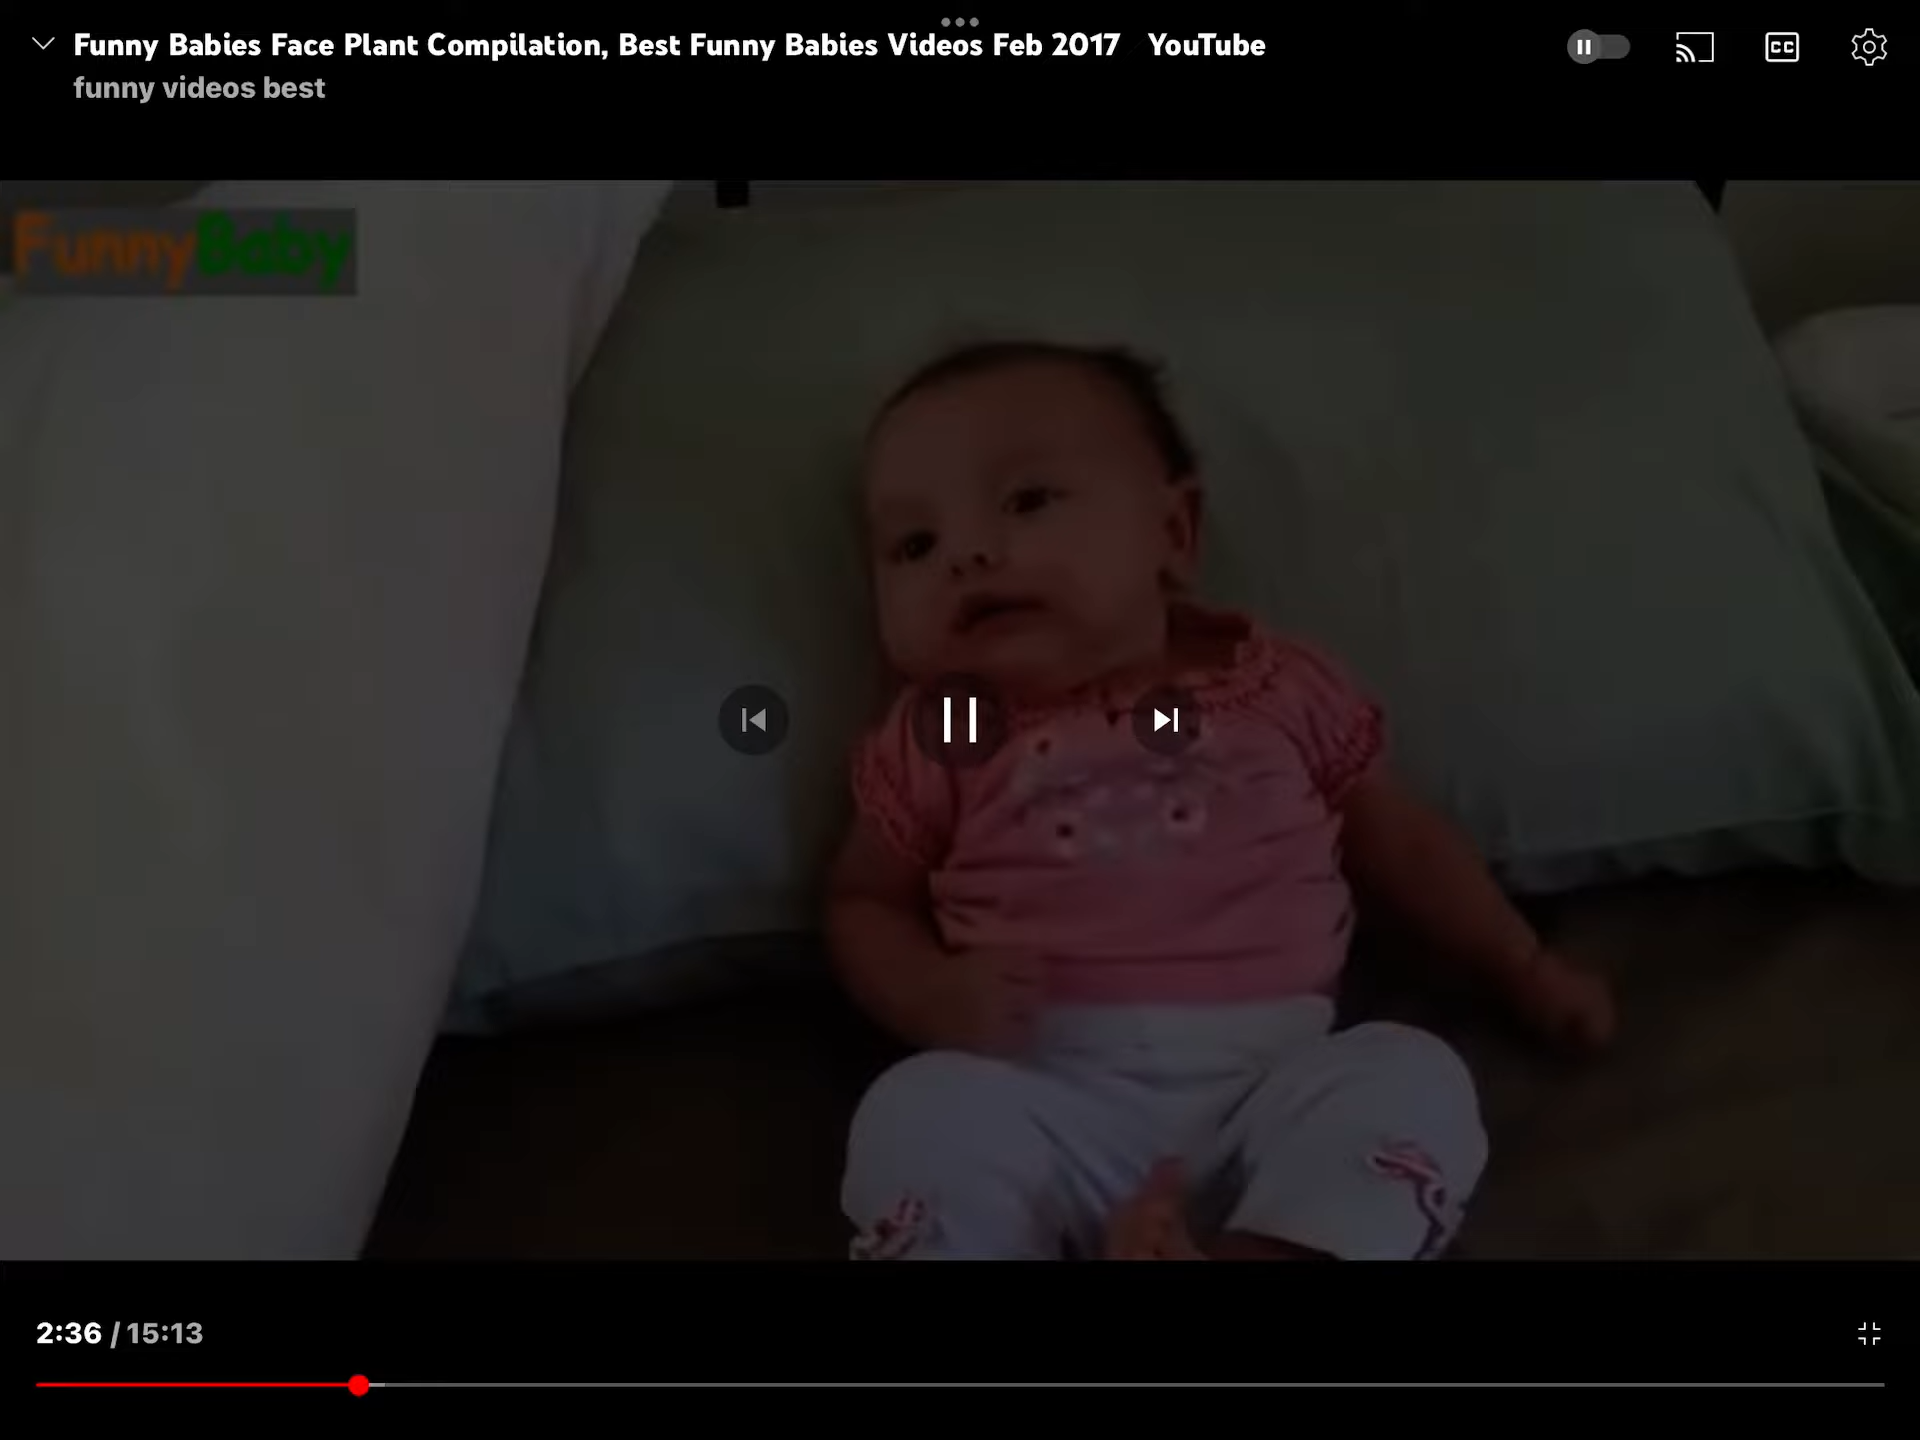 Funny Babies Face Plant Compilation, Best Funny Babies Videos Feb 2017 YouTube
funny videos best
FunnyBaby
2:36 / 15:13